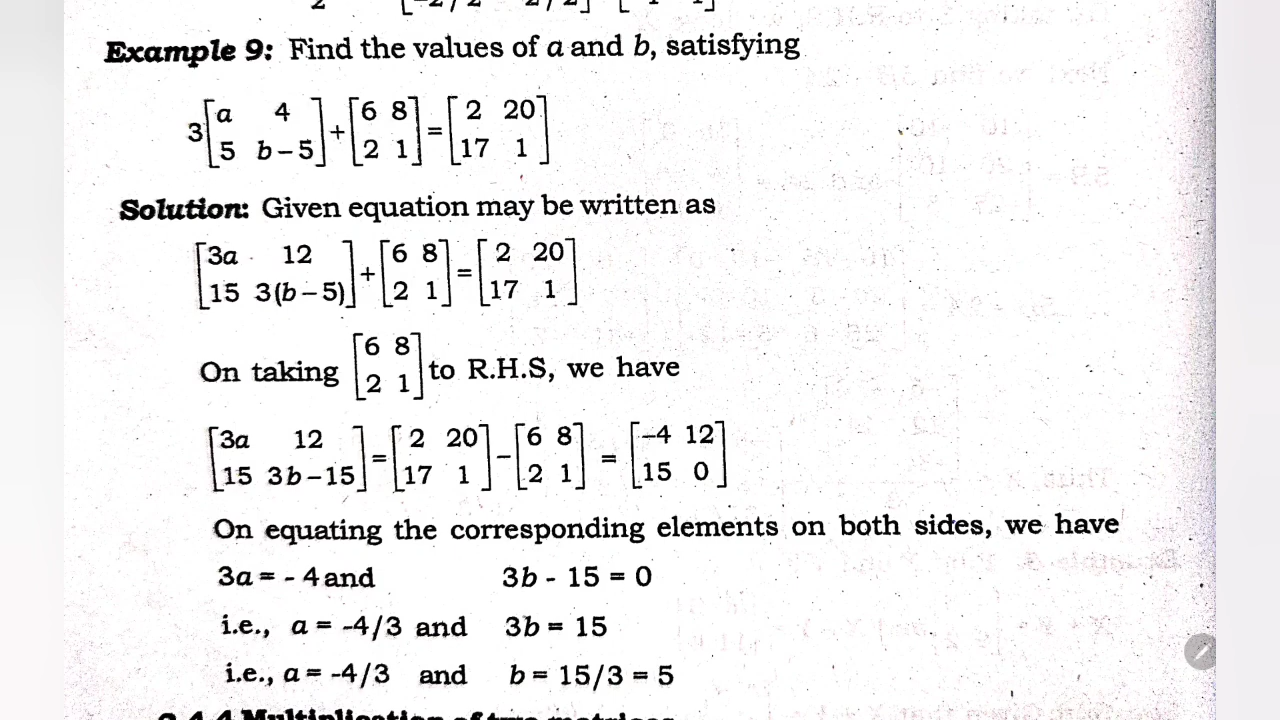 Example 9: Find the values of a and b, satisfying
3[a 4; 5 b – 5] + [6 8; 2 1] = [2 20; 17 1]
Solution: Given equation may be written as
[3a 12; 15 3(b – 5)] + [6 8; 2 1] = [2 20; 17 1]
On taking [6 8; 2 1] to R.H.S, we have
[3a 12; 15 3b – 15] = [2 20; 17 1] – [6 8; 2 1] = [–4 12; 15 0]
On equating the corresponding elements on both sides, we have
3a = - 4 and 3b - 15 = 0
i.e., a = -4/3 and 3b = 15
i.e., a = -4/3 and b = 15/3 = 5